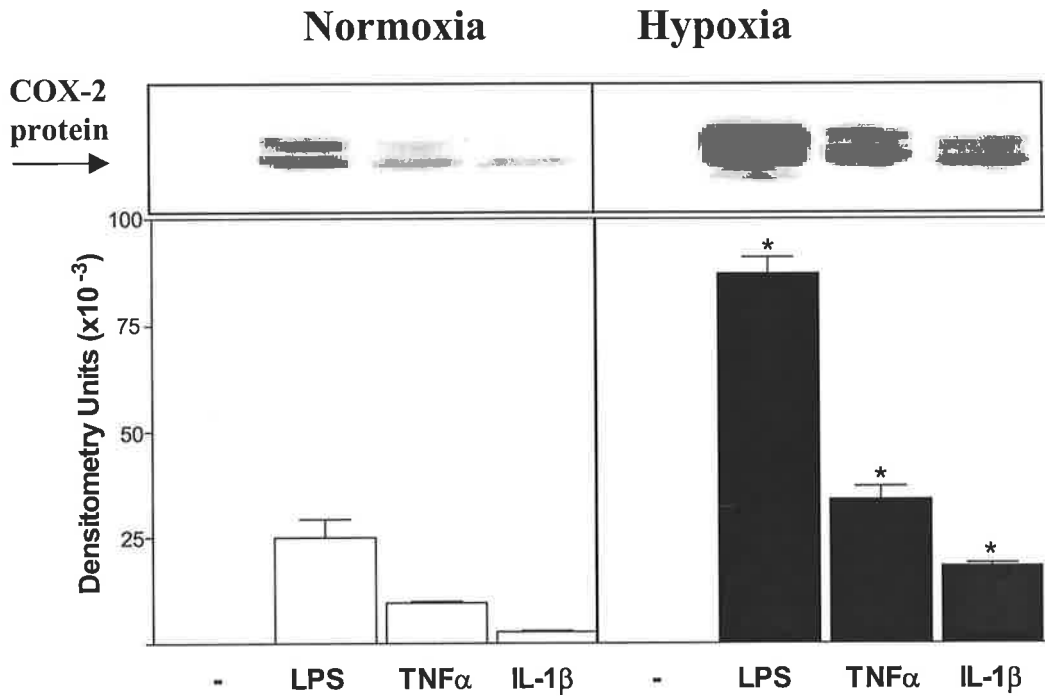 Normoxia Hypoxia
COX-2
protein
*
*
*
100
75
50
25
Densitometry Units (x10⁻³)
- LPS TNFα IL-1β - LPS TNFα IL-1β